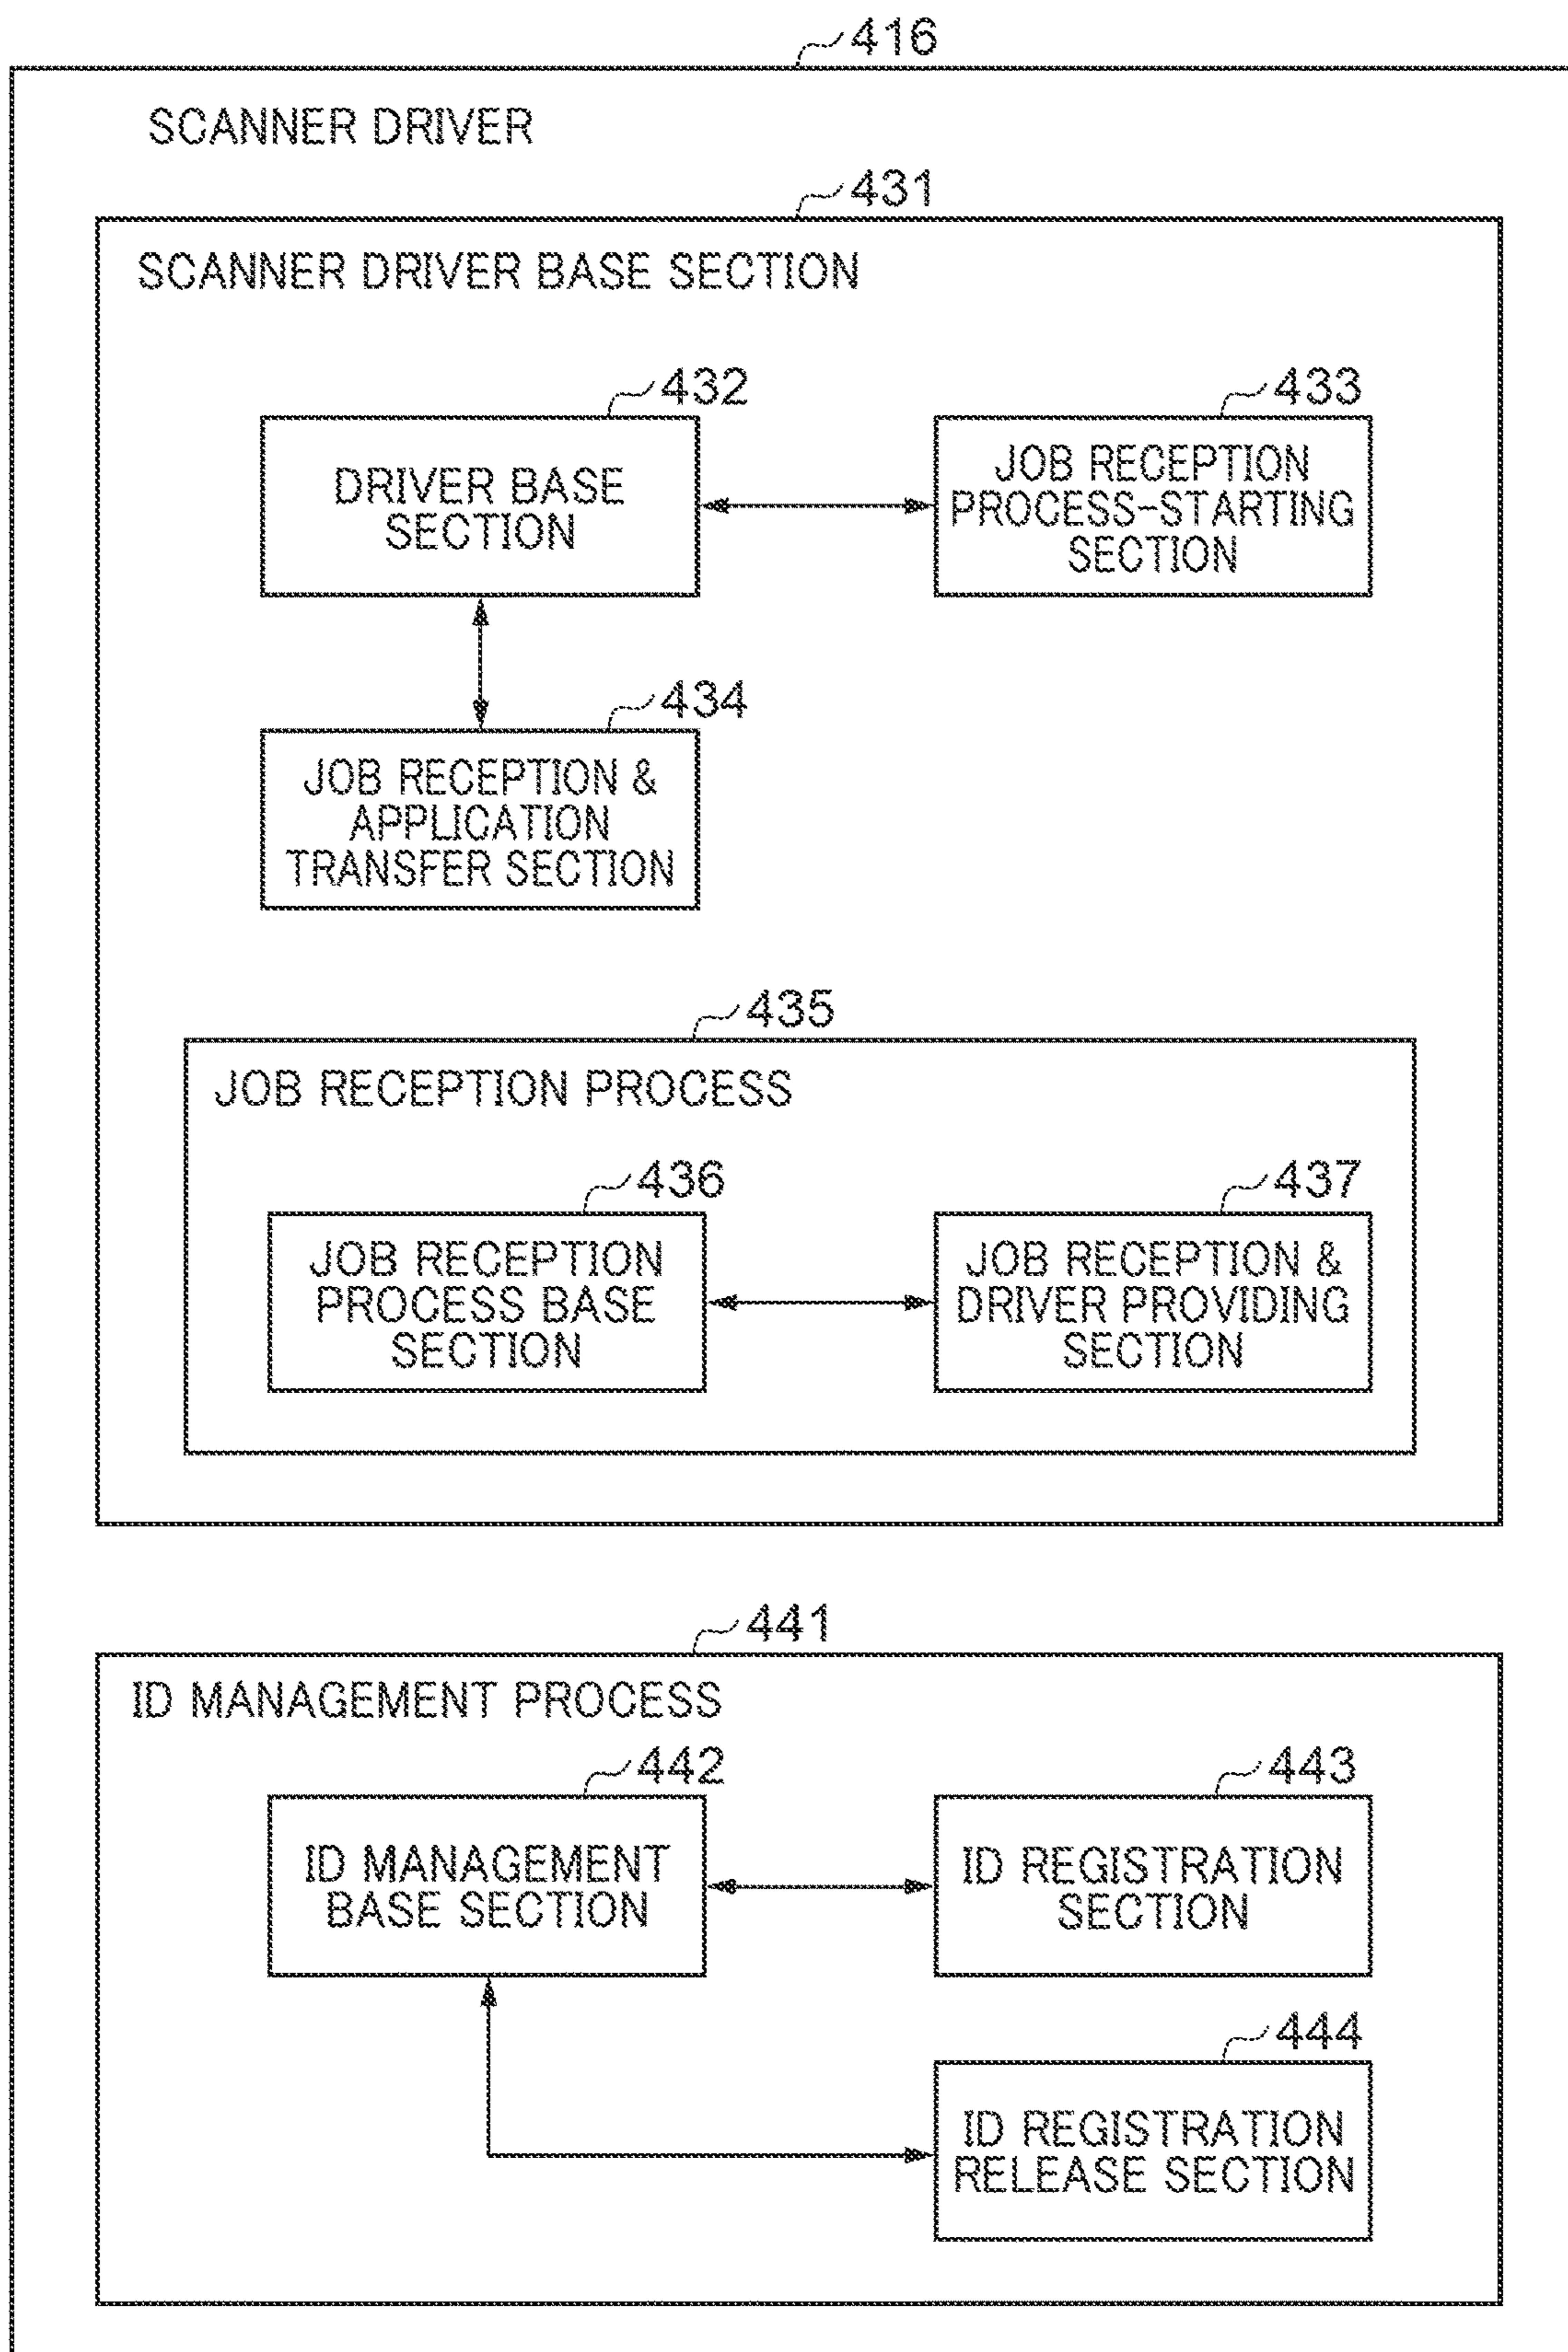 416
SCANNER DRIVER
431
SCANNER DRIVER BASE SECTION
432
DRIVER BASE
SECTION
433
JOB RECEPTION
PROCESS-STARTING
SECTION
434
JOB RECEPTION &
APPLICATION
TRANSFER SECTION
435
JOB RECEPTION PROCESS
436
JOB RECEPTION
PROCESS BASE
SECTION
437
JOB RECEPTION &
DRIVER PROVIDING
SECTION
441
ID MANAGEMENT PROCESS
442
ID MANAGEMENT
BASE SECTION
443
ID REGISTRATION
SECTION
444
ID REGISTRATION
RELEASE SECTION